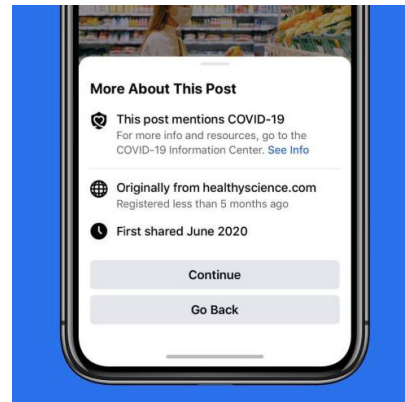 More About This Post
This post mentions COVID-19
For more info and resources, go to the
COVID-19 Information Center. See Info
Originally from healthyscience.com
Registered less than 5 months ago
First shared June 2020
Continue
Go Back